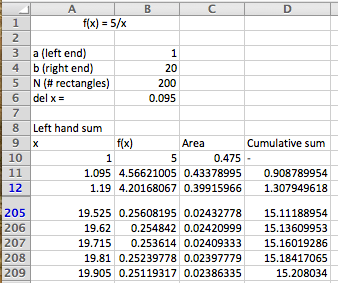 A B C D
1 f(x) = 5/x
2
3 a (left end) 1
4 b (right end) 20
5 N (# rectangles) 200
6 del x = 0.095
7
8 Left hand sum
9 x f(x) Area Cumulative sum
10 1 5 0.475 -
11 1.095 4.56621005 0.43378995 0.908789954
12 1.19 4.20168067 0.39915966 1.307949618
205 19.525 0.25608195 0.02432778 15.11188954
206 19.62 0.254842 0.02420999 15.13609953
207 19.715 0.253614 0.02409333 15.16019286
208 19.81 0.25239778 0.02397779 15.18417065
209 19.905 0.25119317 0.02386335 15.208034